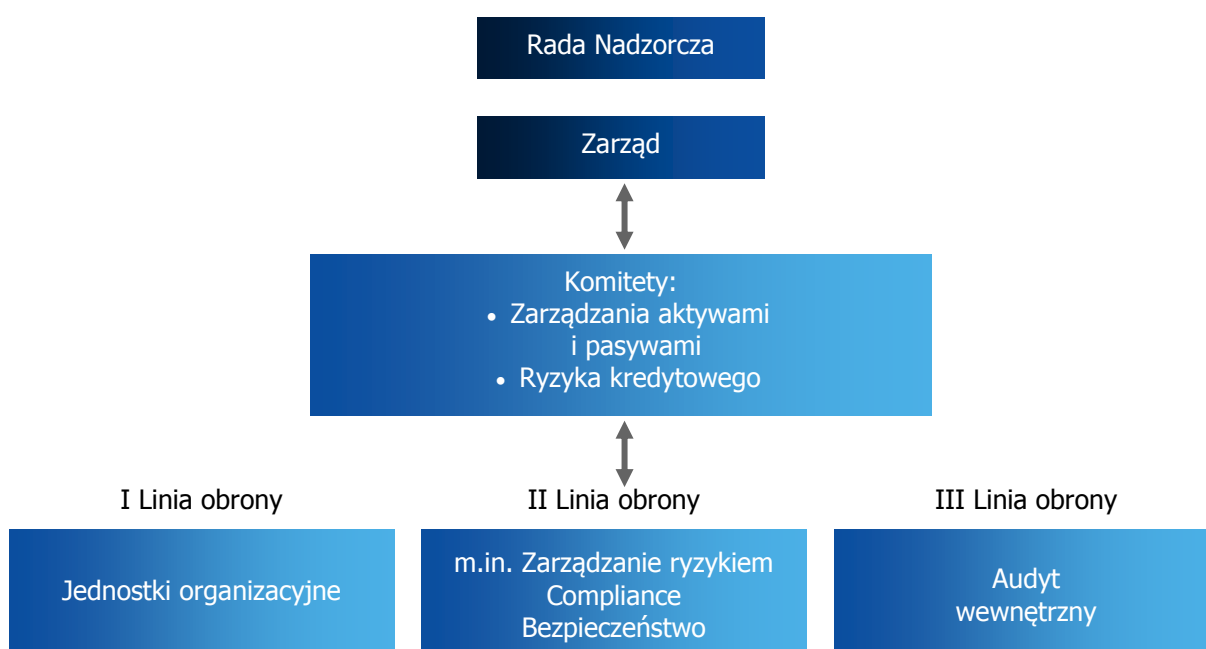 Rada Nadzorcza
Zarząd
Komitety:
• Zarządzania aktywami
i pasywami
• Ryzyka kredytowego
I Linia obrony
II Linia obrony
III Linia obrony
Jednostki organizacyjne
m.in. Zarządzanie ryzykiem
Compliance
Bezpieczeństwo
Audyt
wewnętrzny